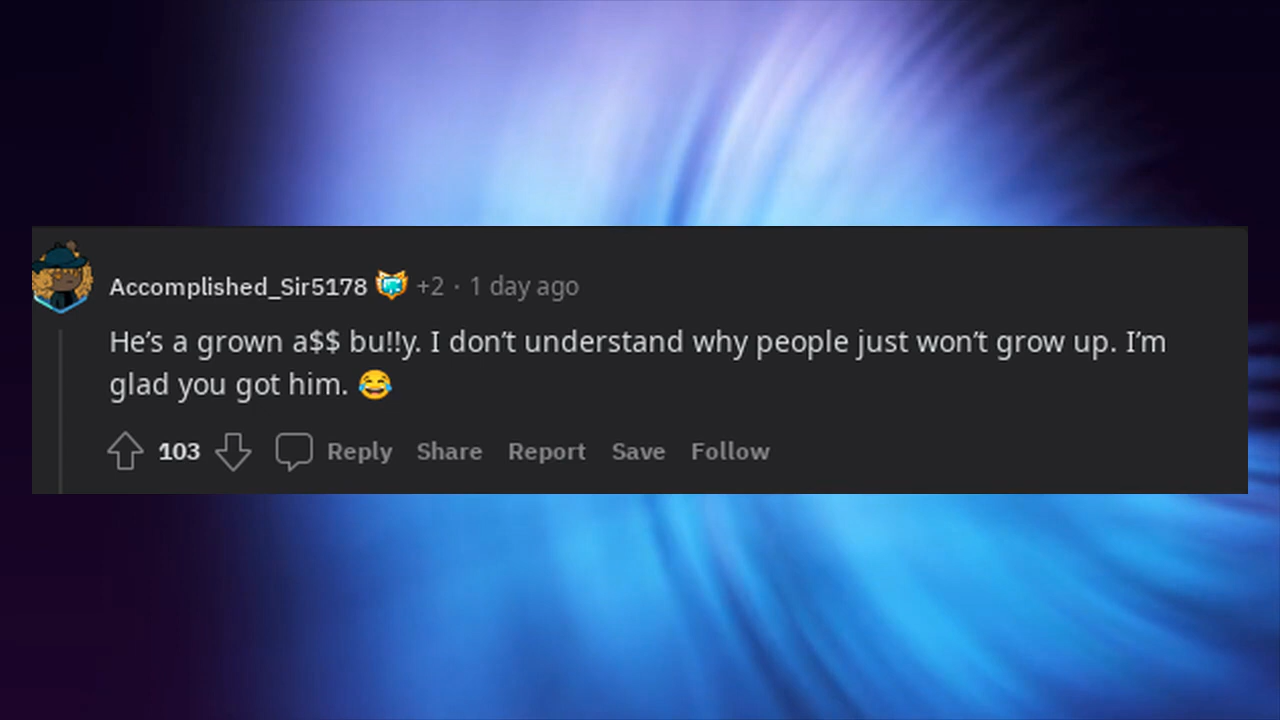 Accomplished_Sir5178 +2 · 1 day ago
He’s a grown a$$ bu!!y. I don’t understand why people just won’t grow up. I’m
glad you got him. 😂
103 Reply Share Report Save Follow